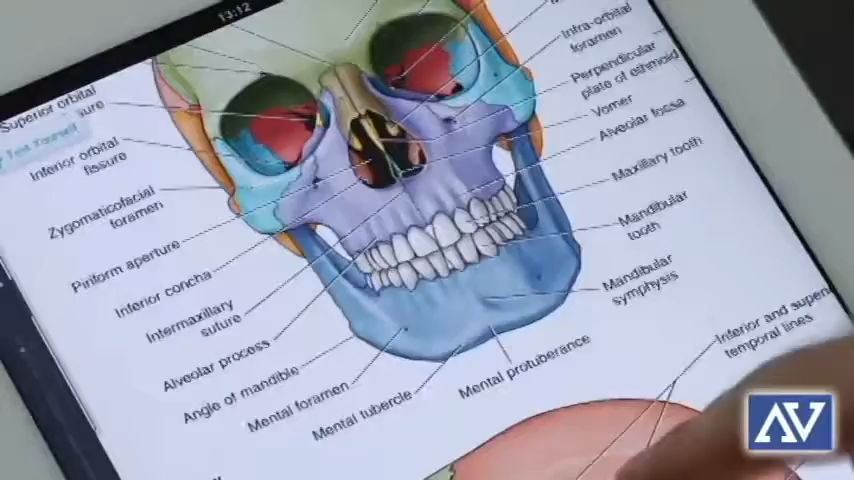 13:12
Superior orbital
sure
Test Yourself
Inferior orbital
fissure
Zygomaticofacial
foramen
Piriform aperture
Inferior concha
Intermaxillary
suture
Alveolar process
Angle of mandible
Mental foramen
Mental tubercle
Mental protuberance
Infra-orbital
foramen
Perpendicular
plate of ethmoid
Vomer
Alveolar fossa
Maxillary tooth
Mandibular
tooth
Mandibular
symphysis
Inferior and super
temporal lines
AV